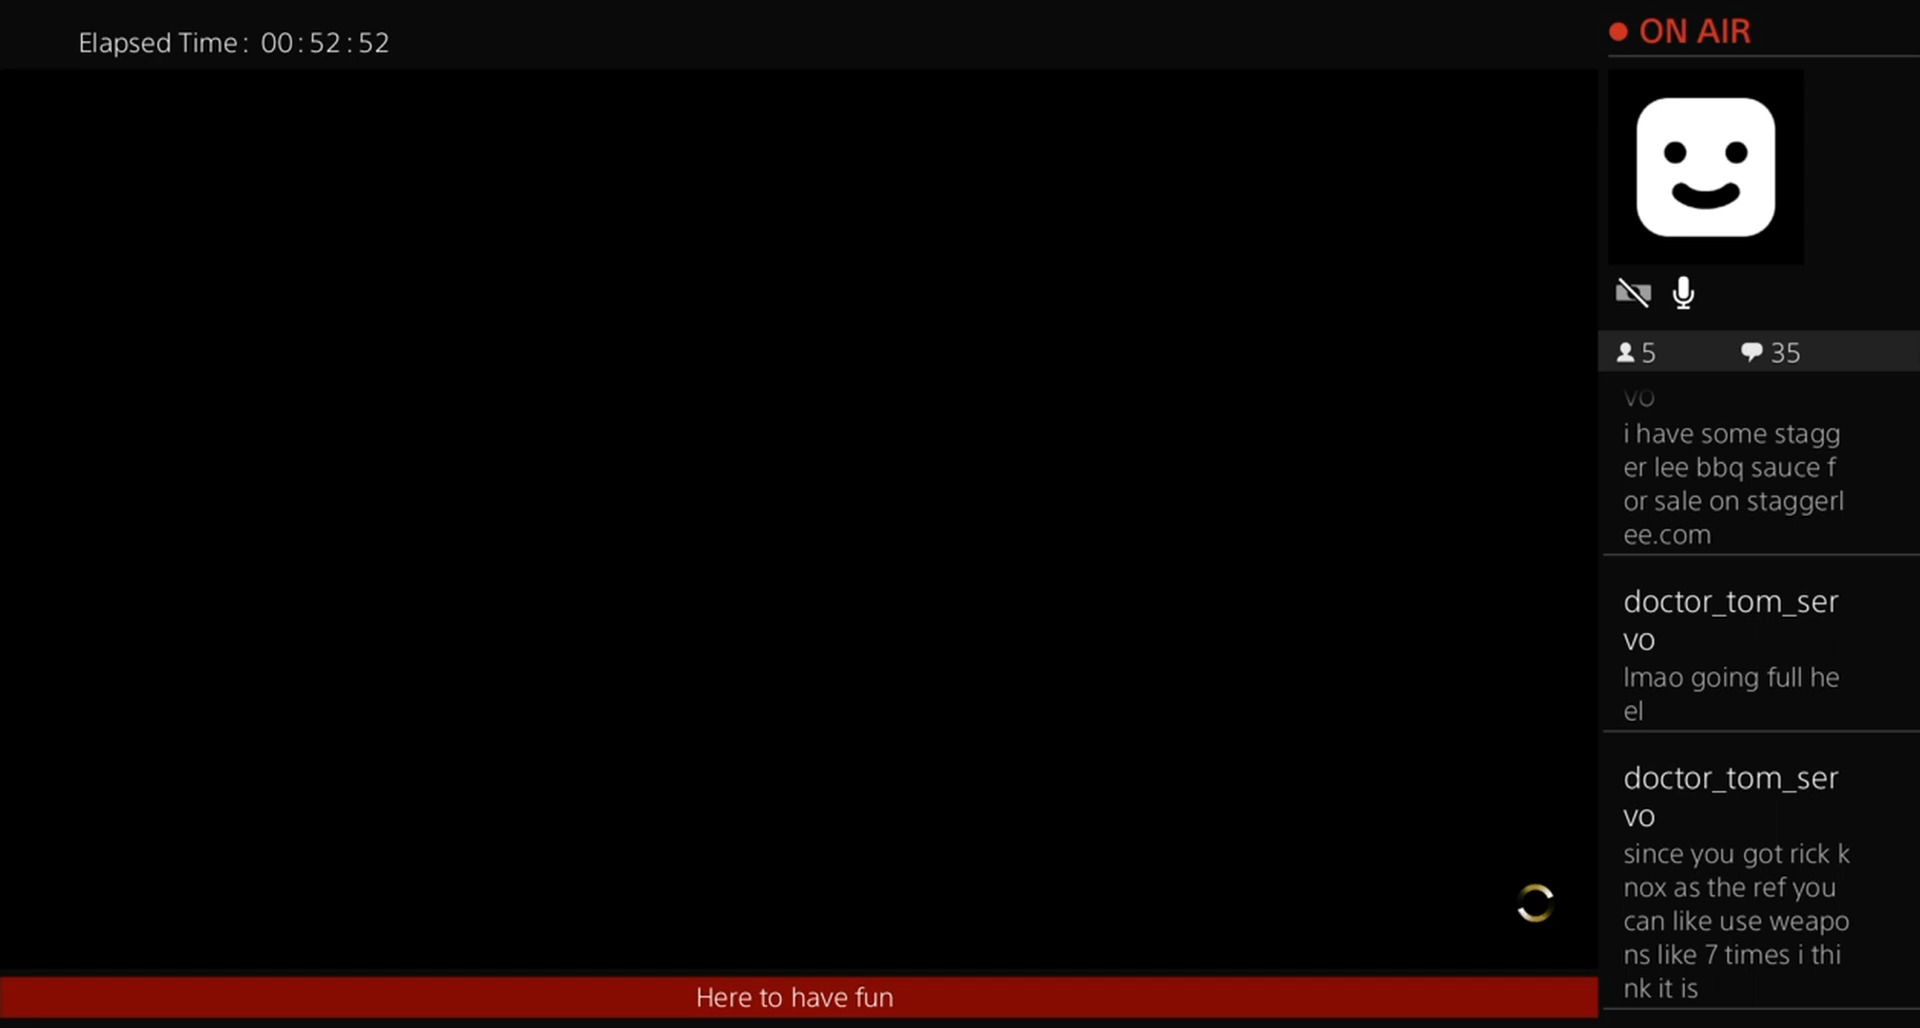 Elapsed Time: 00:52:52
ON AIR
5 35
vo
i have some stagg
er lee bbq sauce f
or sale on staggerl
ee.com
doctor_tom_ser
vo
lmao going full he
el
doctor_tom_ser
vo
since you got rick k
nox as the ref you
can like use weapo
ns like 7 times i thi
nk it is
Here to have fun